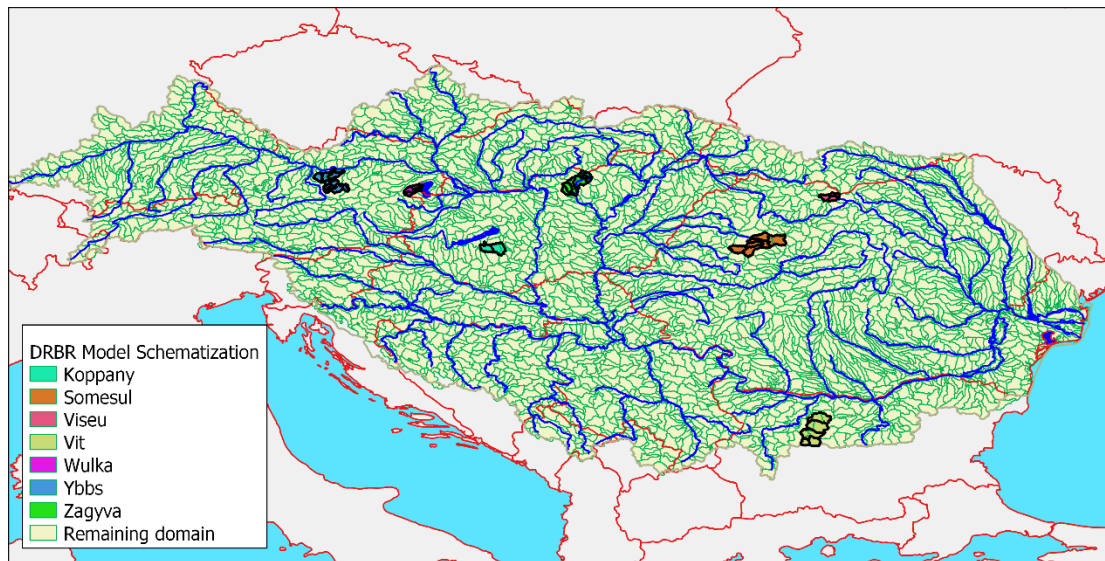 DRBR Model Schematization
Koppany
Somesul
Viseu
Vit
Wulka
Ybbs
Zagyva
Remaining domain